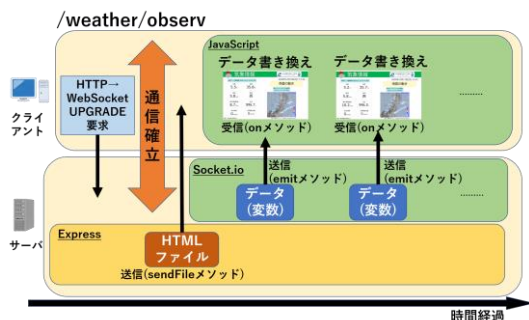 /weather/observ
JavaScript
データ書き換え
データ書き換え
受信(onメソッド)
受信(onメソッド)
.........
クライ
アント
HTTP→
WebSocket
UPGRADE
要求
通信確立
Socket.io
送信
(emitメソッド)
送信
(emitメソッド)
データ
(変数)
データ
(変数)
.........
サーバ
Express
HTML
ファイル
送信(sendFileメソッド)
時間経過